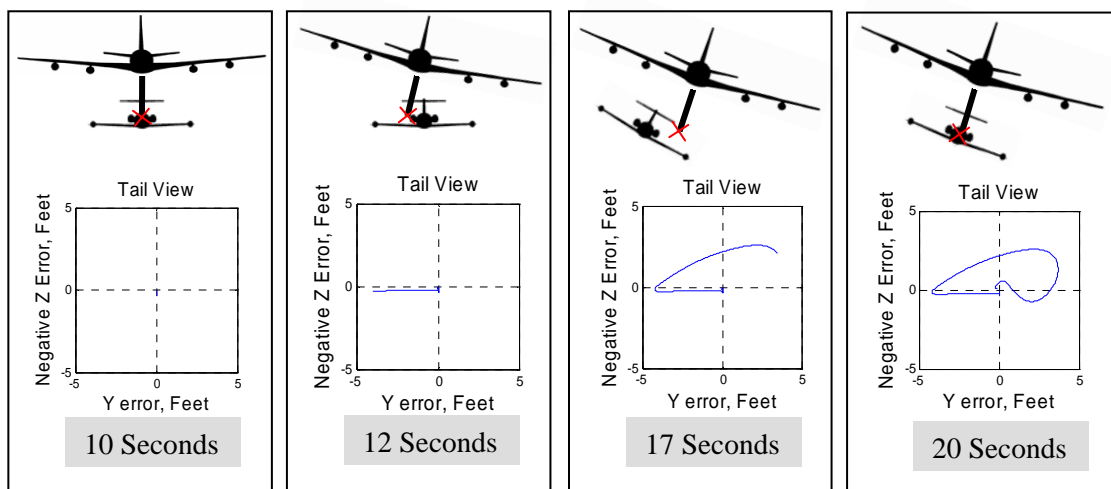 Tail View
Negative Z Error, Feet
5
0
-5
-5
0
5
Y error, Feet
10 Seconds
Tail View
Negative Z Error, Feet
5
0
-5
-5
0
5
Y error, Feet
12 Seconds
Tail View
Negative Z Error, Feet
5
0
-5
-5
0
5
Y error, Feet
17 Seconds
Tail View
Negative Z Error, Feet
5
0
-5
-5
0
5
Y error, Feet
20 Seconds